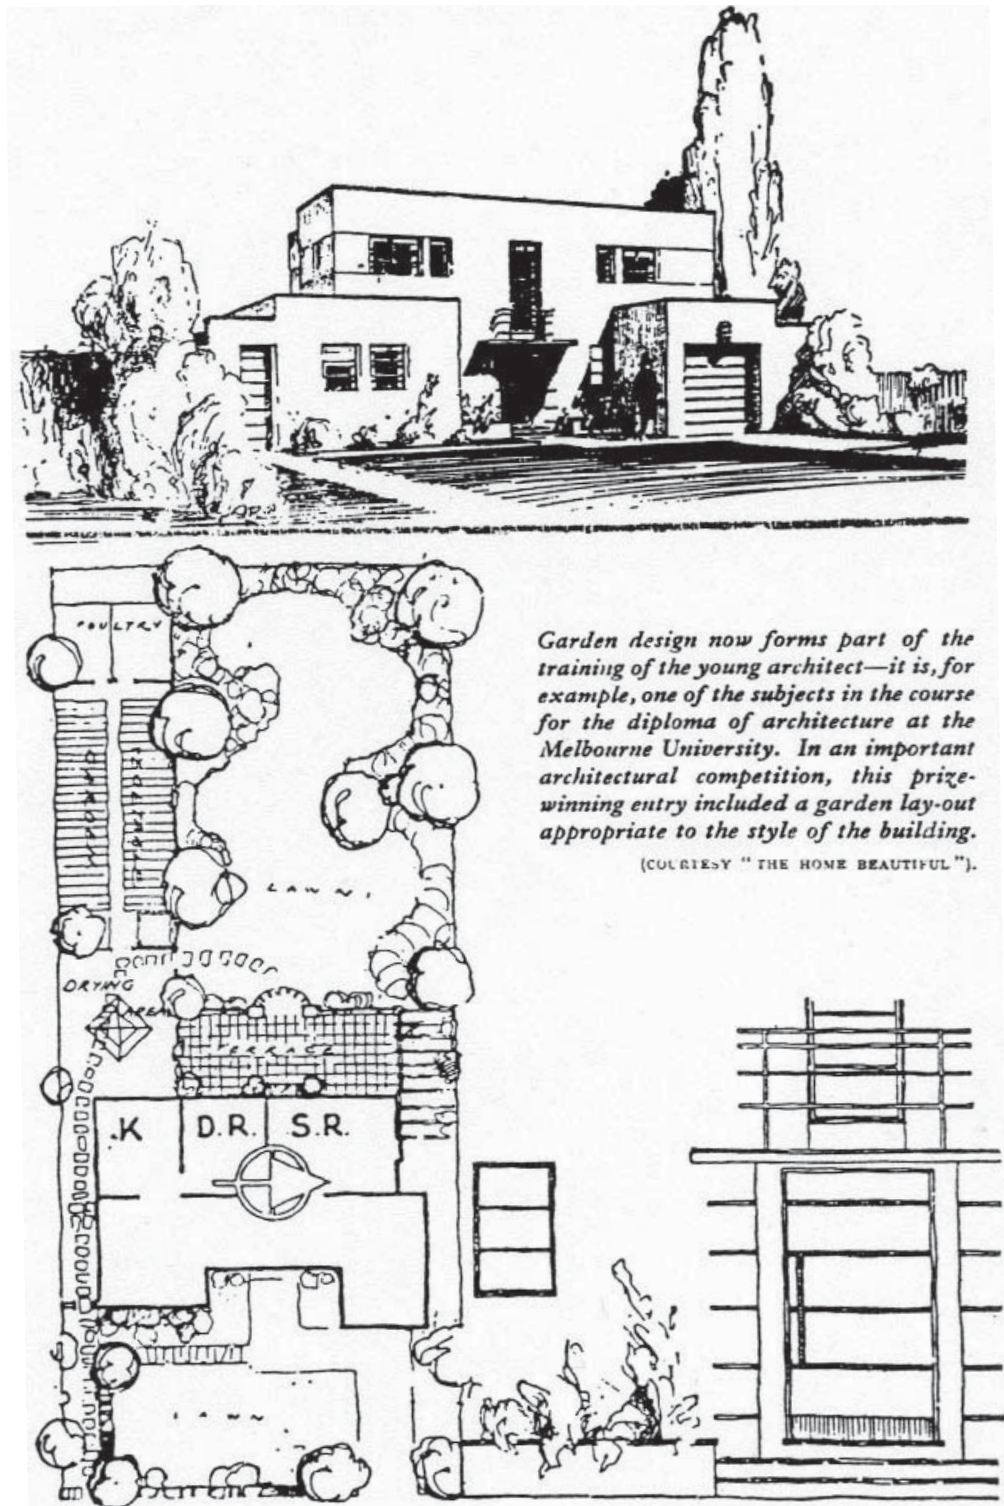 POULTRY
Garden design now forms part of the
training of the young architect—it is, for
example, one of the subjects in the course
for the diploma of architecture at the
Melbourne University. In an important
architectural competition, this prize-
winning entry included a garden lay-out
appropriate to the style of the building.
(COURTESY "THE HOME BEAUTIFUL").
LAWN.
DRYING
AREA
TERRACE
K D.R. S.R.
LAWN